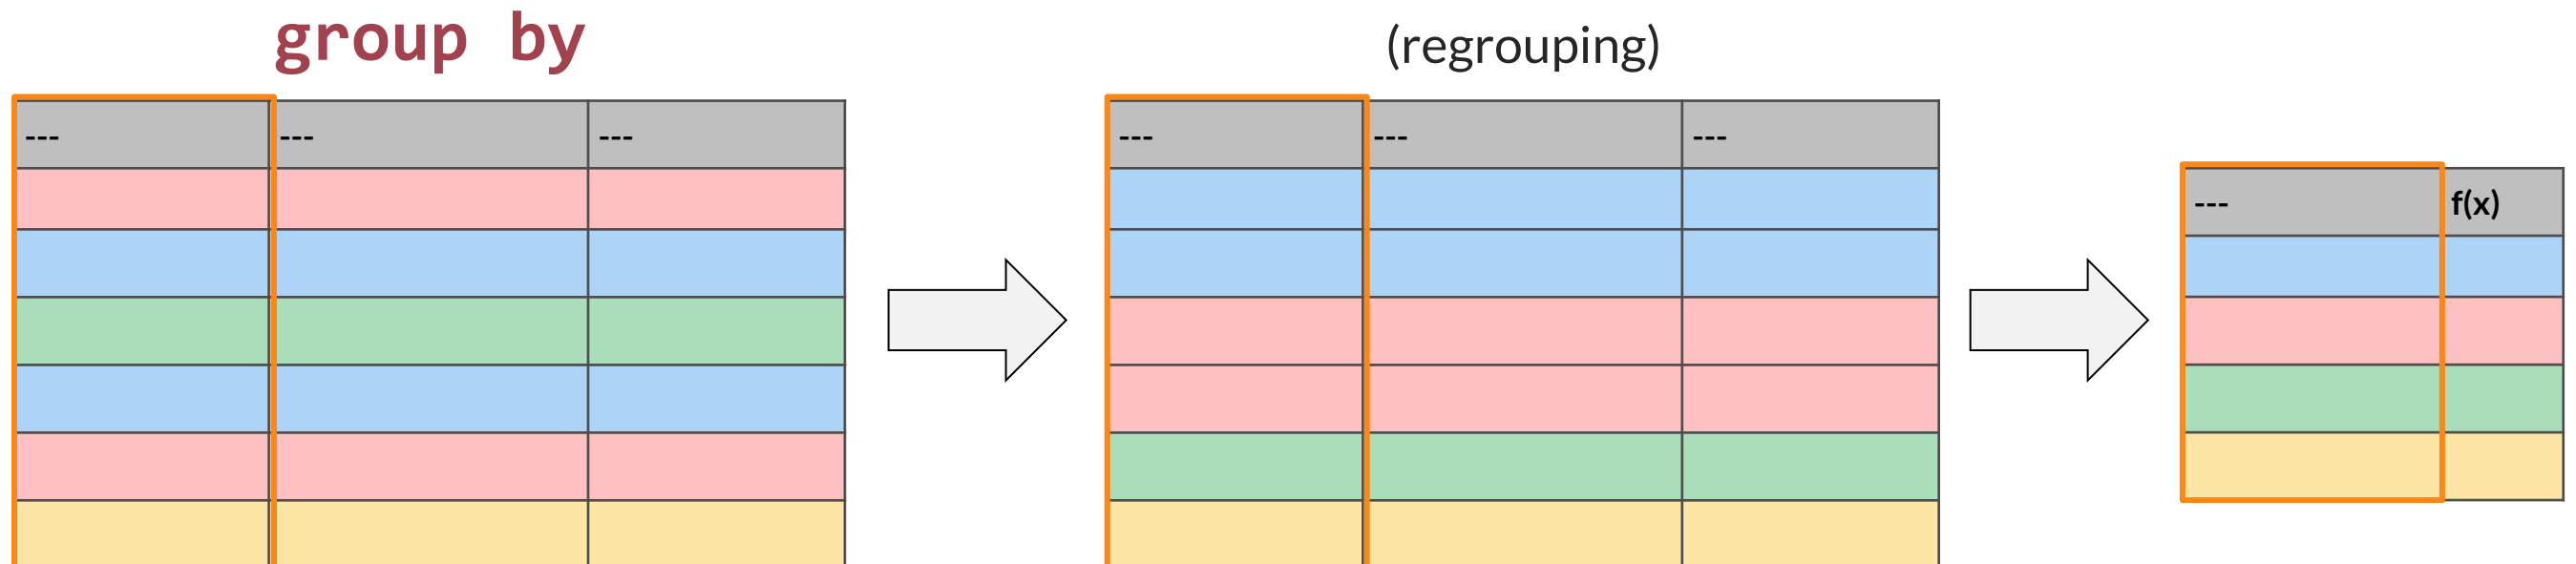 group by
(regrouping)
--- --- ---
--- --- ---
--- f(x)